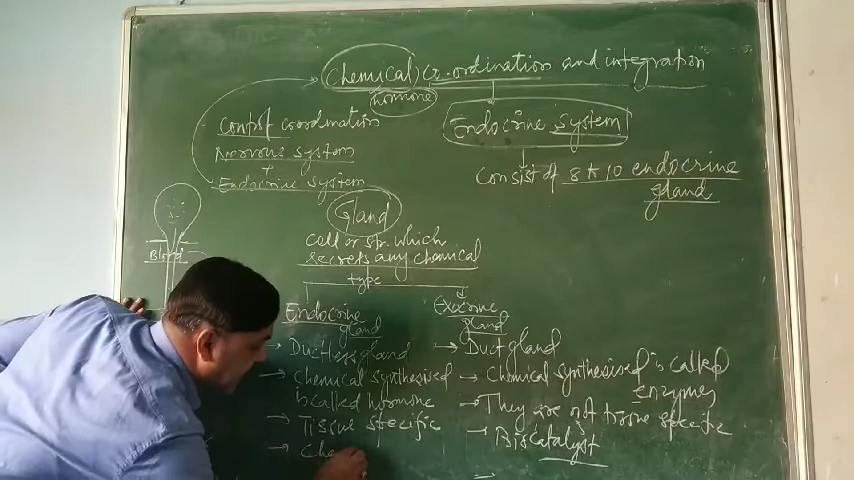 Chemical Co-ordination and integration
hormone
Control coordination
Nervous system
+
Endocrine system
Endocrine system
Consist of 8 to 10 endocrine
gland
Gland
Cell or str. which
secrets any chemical
type
Blood
Endocrine
gland
Exocrine
gland
→ Ductless gland
→ Duct gland
→ Chemical synthesised
is called hormone
→ Chemical synthesised is called
enzymes
→ Tissue specific
→ They are not tissue specific
→ Che
→ Biocatalyst